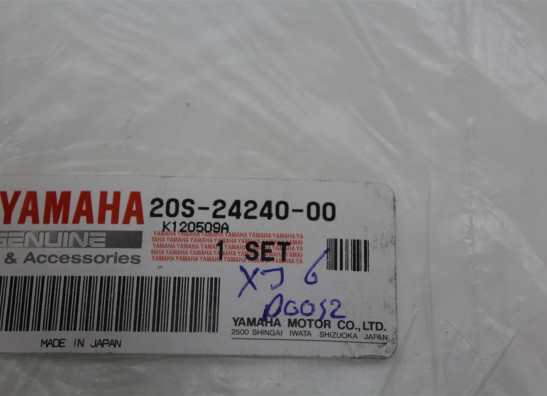 YAMAHA 20S-24240-00
GENUINE K120509A
& Accessories 1 SET
XJ 6
YAMAHA MOTOR CO.,LTD.
2500 SHINGAI IWATA SHIZUOKA JAPAN
MADE IN JAPAN